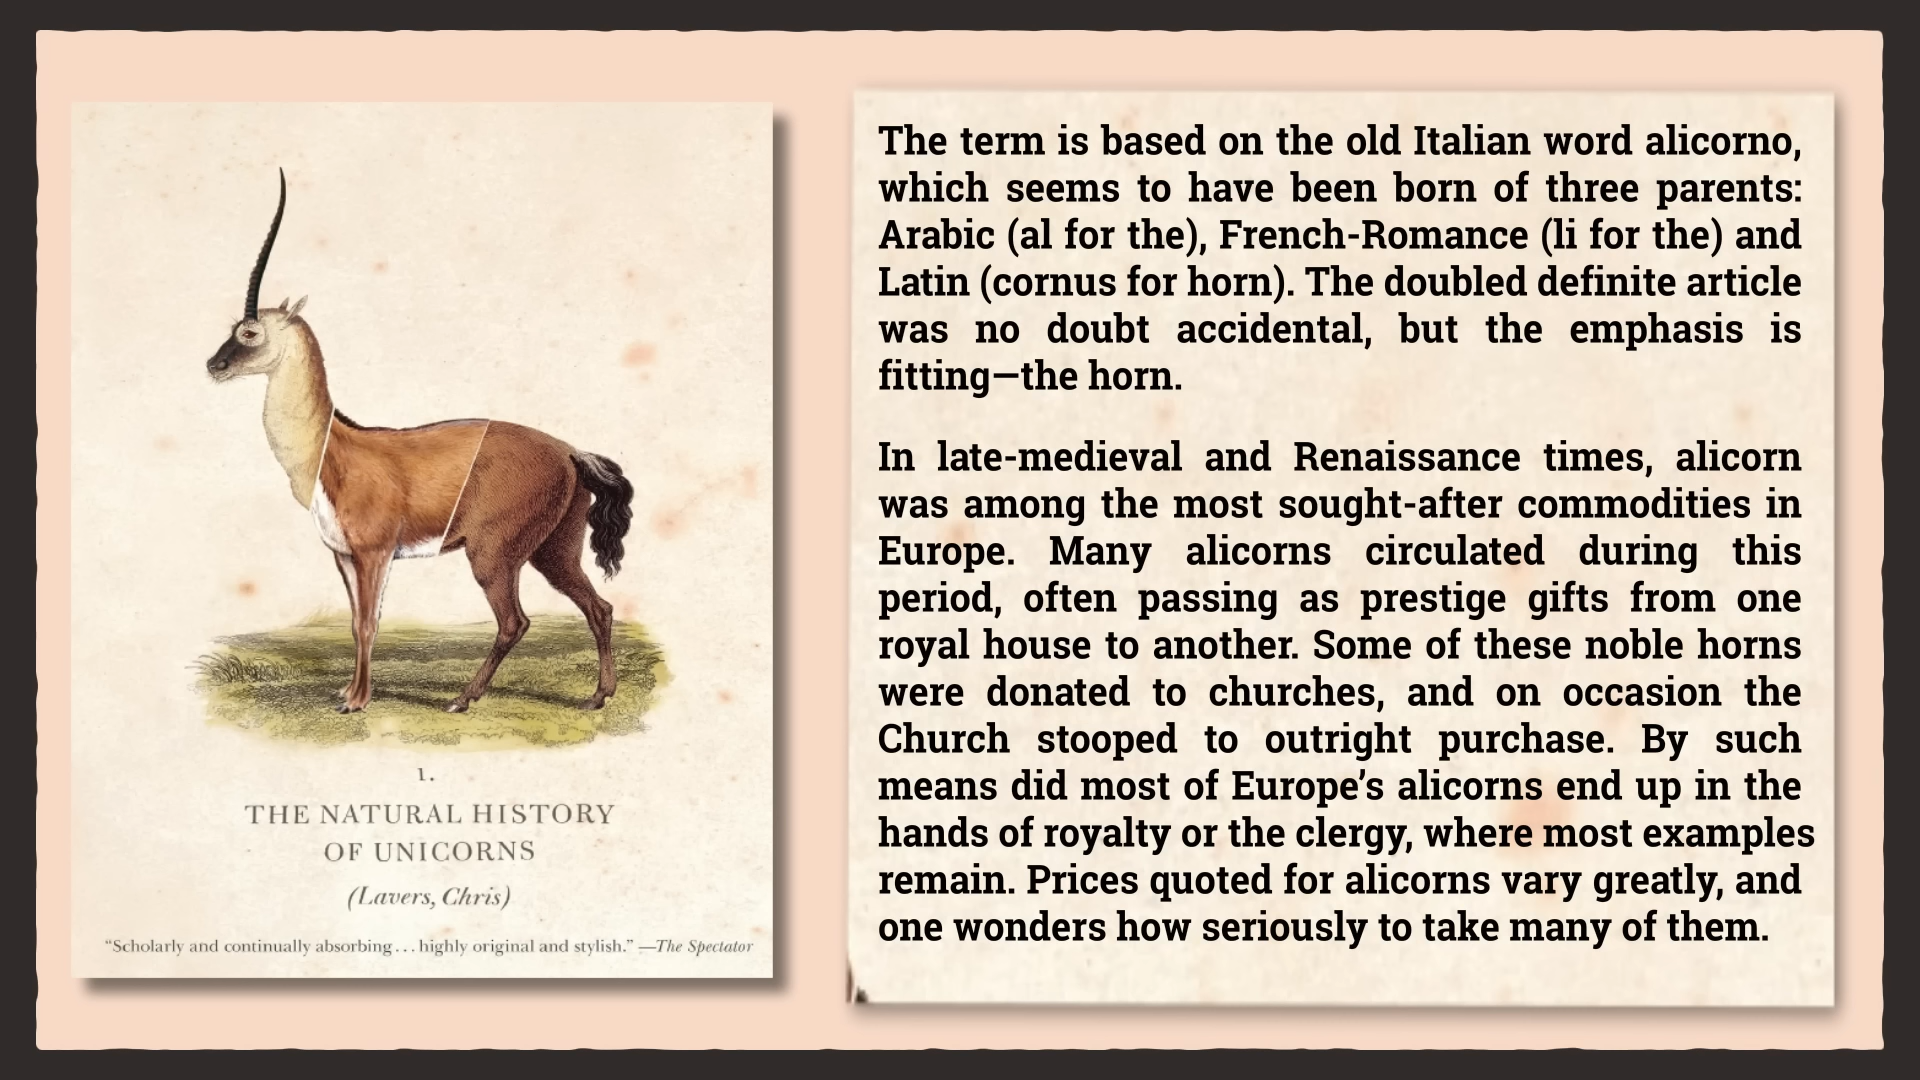 1.
THE NATURAL HISTORY
OF UNICORNS
(Lavers, Chris)
“Scholarly and continually absorbing . . . highly original and stylish.” —The Spectator
The term is based on the old Italian word alicorno,
which seems to have been born of three parents:
Arabic (al for the), French-Romance (li for the) and
Latin (cornus for horn). The doubled definite article
was no doubt accidental, but the emphasis is
fitting—the horn.
In late-medieval and Renaissance times, alicorn
was among the most sought-after commodities in
Europe. Many alicorns circulated during this
period, often passing as prestige gifts from one
royal house to another. Some of these noble horns
were donated to churches, and on occasion the
Church stooped to outright purchase. By such
means did most of Europe’s alicorns end up in the
hands of royalty or the clergy, where most examples
remain. Prices quoted for alicorns vary greatly, and
one wonders how seriously to take many of them.